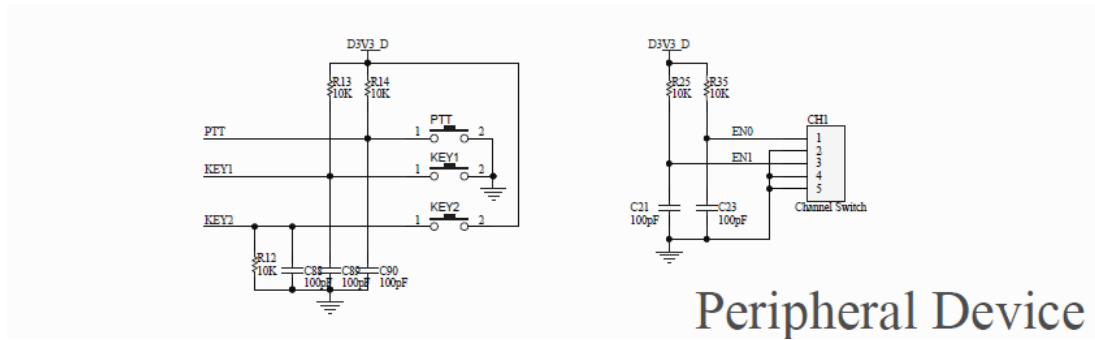 D3V3_D
R13
10K
R14
10K
PTT
1
PTT
2
KEY1
1
KEY1
2
KEY2
1
KEY2
2
R12
10K
C88
100pF
C89
100pF
C90
100pF
D3V3_D
R25
10K
R35
10K
CH1
EN0
1
2
EN1
3
4
5
Channel Switch
C21
100pF
C23
100pF
Peripheral Device